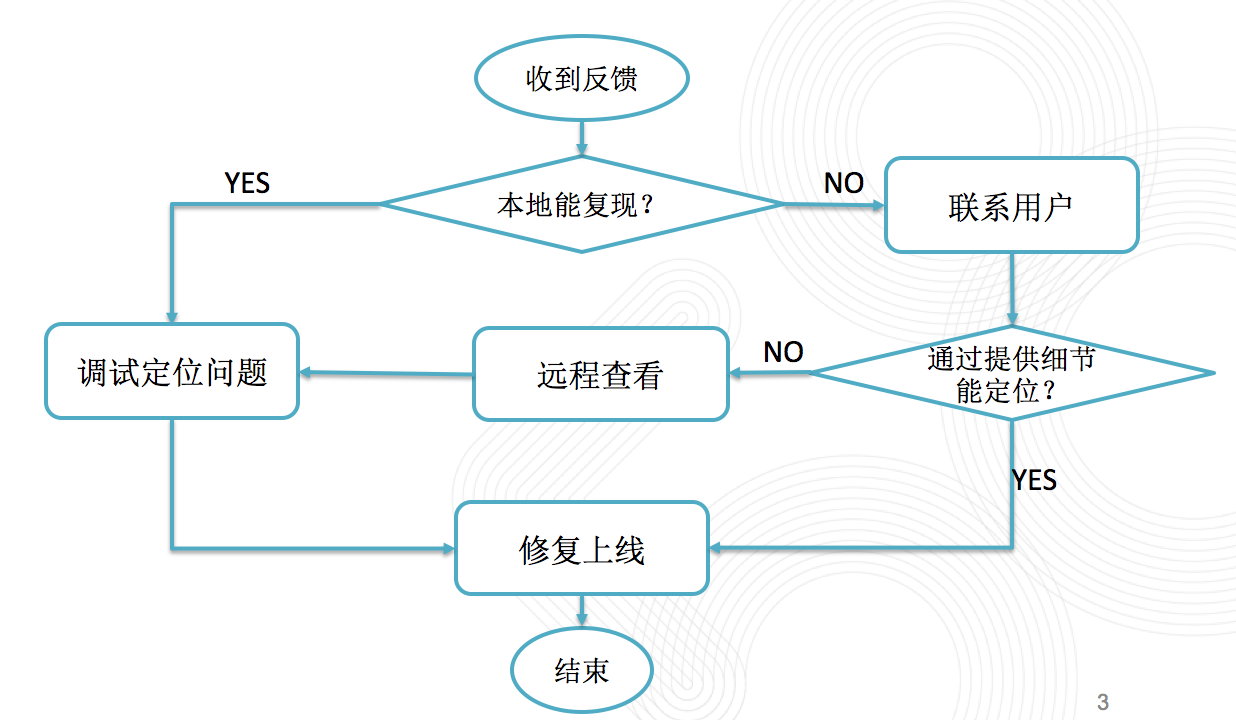 收到反馈
YES
本地能复现？
NO
联系用户
调试定位问题
远程查看
NO
通过提供细节
能定位？
YES
修复上线
结束
3